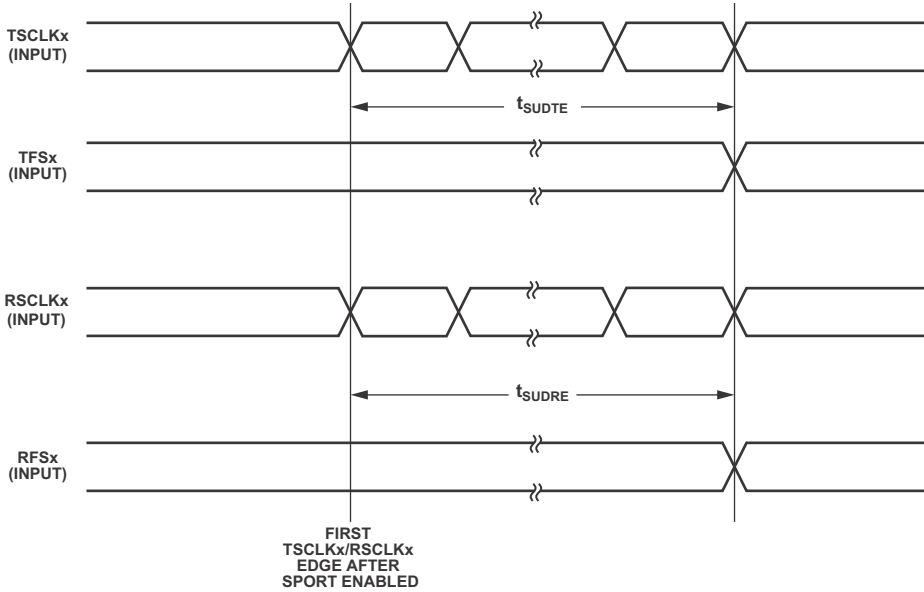 TSCLKx
(INPUT)
tSUDTE
TFSx
(INPUT)
RSCLKx
(INPUT)
tSUDRE
RFSx
(INPUT)
FIRST
TSCLKx/RSCLKx
EDGE AFTER
SPORT ENABLED